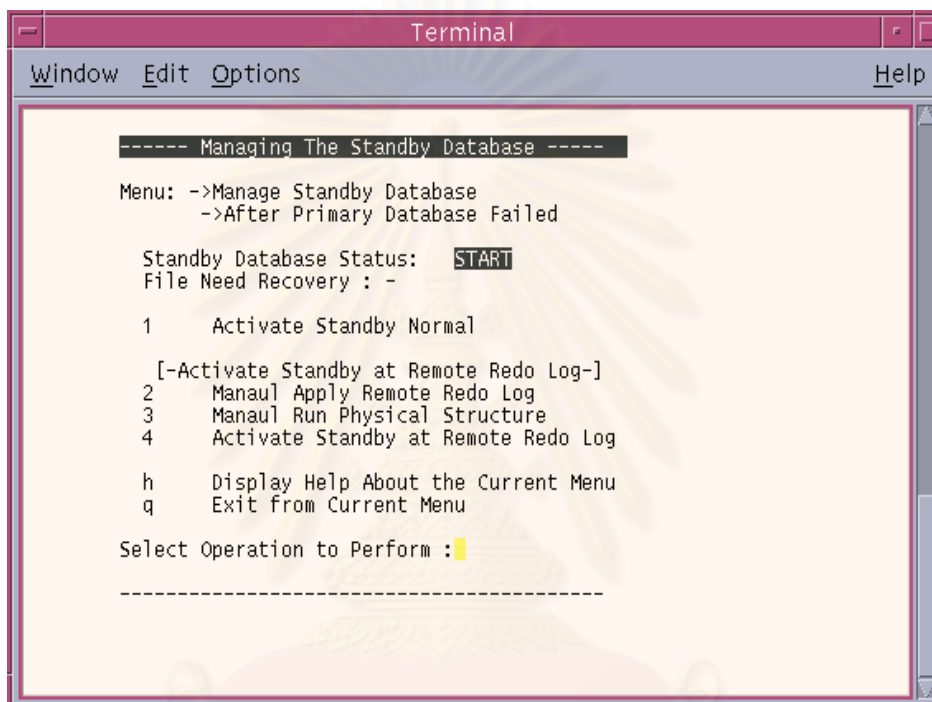 Terminal
Window Edit Options Help
------ Managing The Standby Database -----
Menu: ->Manage Standby Database
->After Primary Database Failed
Standby Database Status: START
File Need Recovery : -
1 Activate Standby Normal
[-Activate Standby at Remote Redo Log-]
2 Manaul Apply Remote Redo Log
3 Manaul Run Physical Structure
4 Activate Standby at Remote Redo Log
h Display Help About the Current Menu
q Exit from Current Menu
Select Operation to Perform :
------------------------------------------